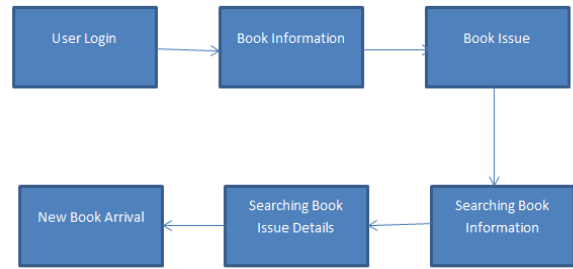 User Login
Book Information
Book Issue
New Book Arrival
Searching Book
Issue Details
Searching Book
Information